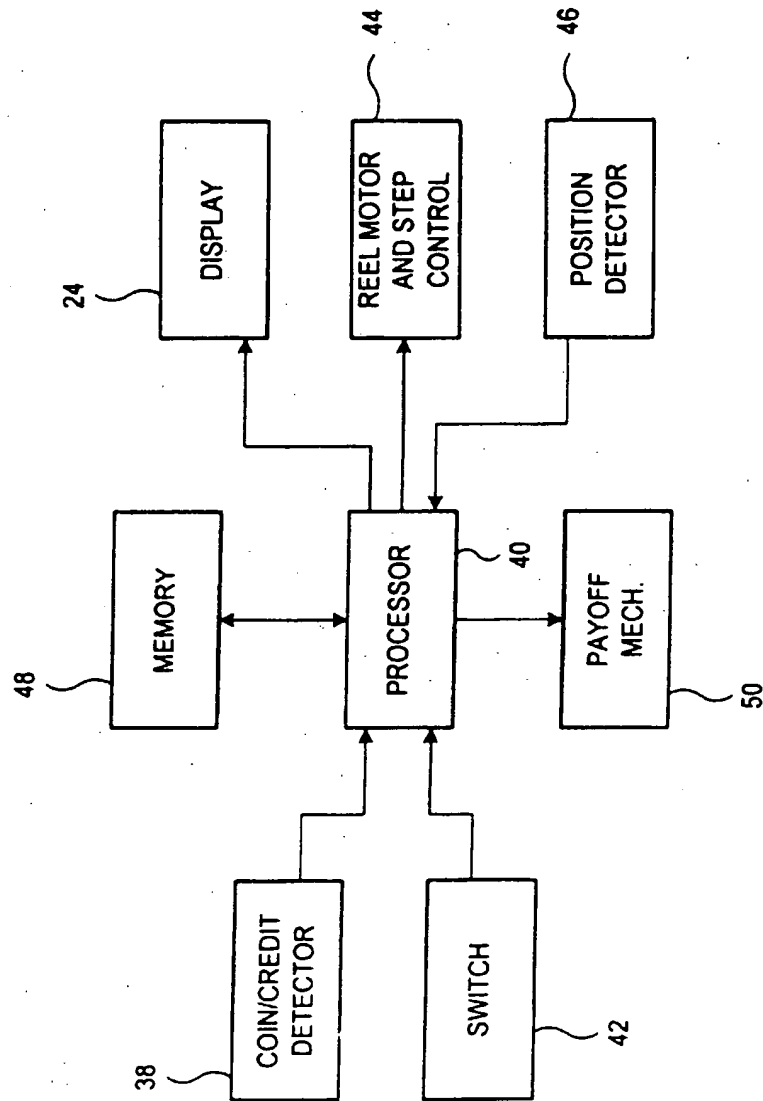 38
COIN/CREDIT
DETECTOR
SWITCH
42
48
MEMORY
PROCESSOR
40
PAYOFF
MECH.
50
24
DISPLAY
44
REEL MOTOR
AND STEP
CONTROL
46
POSITION
DETECTOR